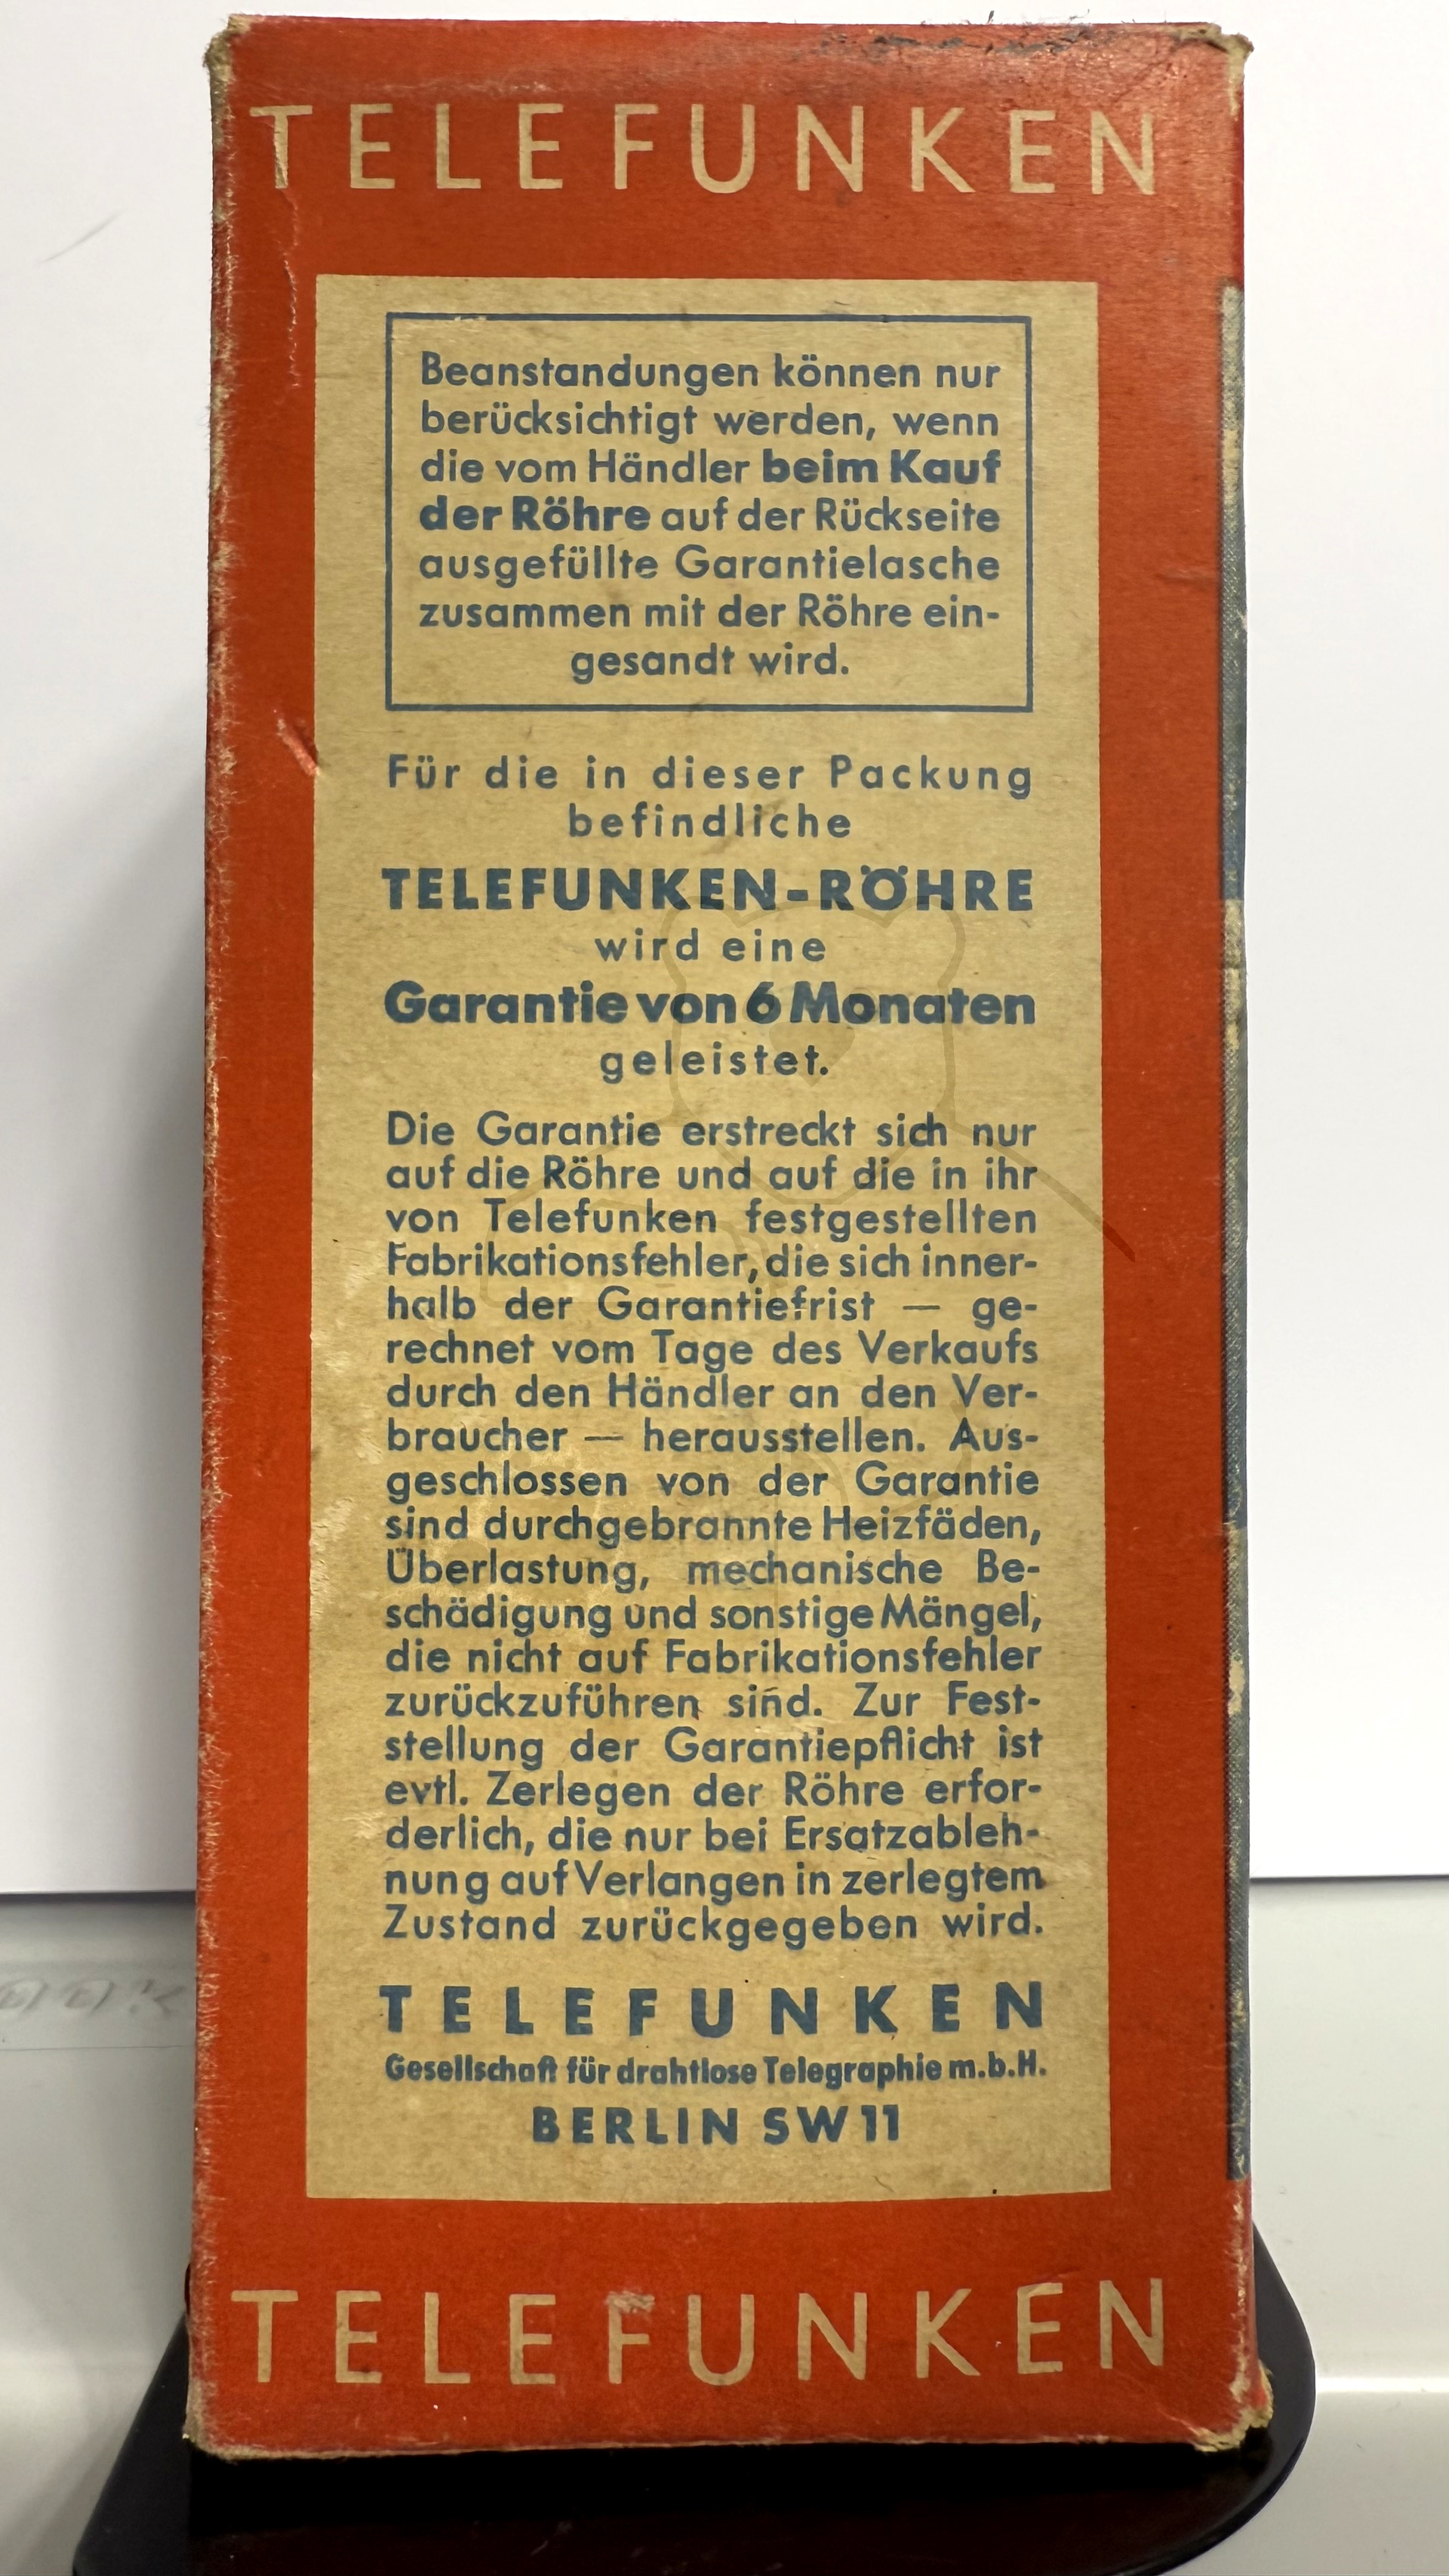 TELEFUNKEN
Beanstandungen können nur
berücksichtigt werden, wenn
die vom Händler beim Kauf
der Röhre auf der Rückseite
ausgefüllte Garantielasche
zusammen mit der Röhre ein-
gesandt wird.
Für die in dieser Packung
befindliche
TELEFUNKEN-RÖHRE
wird eine
Garantie von 6 Monaten
geleistet.
Die Garantie erstreckt sich nur
auf die Röhre und auf die in ihr
von Telefunken festgestellten
Fabrikationsfehler, die sich inner-
halb der Garantiefrist — ge-
rechnet vom Tage des Verkaufs
durch den Händler an den Ver-
braucher — herausstellen. Aus-
geschlossen von der Garantie
sind durchgebrannte Heizfäden,
Überlastung, mechanische Be-
schädigung und sonstige Mängel,
die nicht auf Fabrikationsfehler
zurückzuführen sind. Zur Fest-
stellung der Garantiepflicht ist
evtl. Zerlegen der Röhre erfor-
derlich, die nur bei Ersatzableh-
nung auf Verlangen in zerlegtem
Zustand zurückgegeben wird.
TELEFUNKEN
Gesellschaft für drahtlose Telegraphie m.b.H.
BERLIN SW 11
TELEFUNKEN